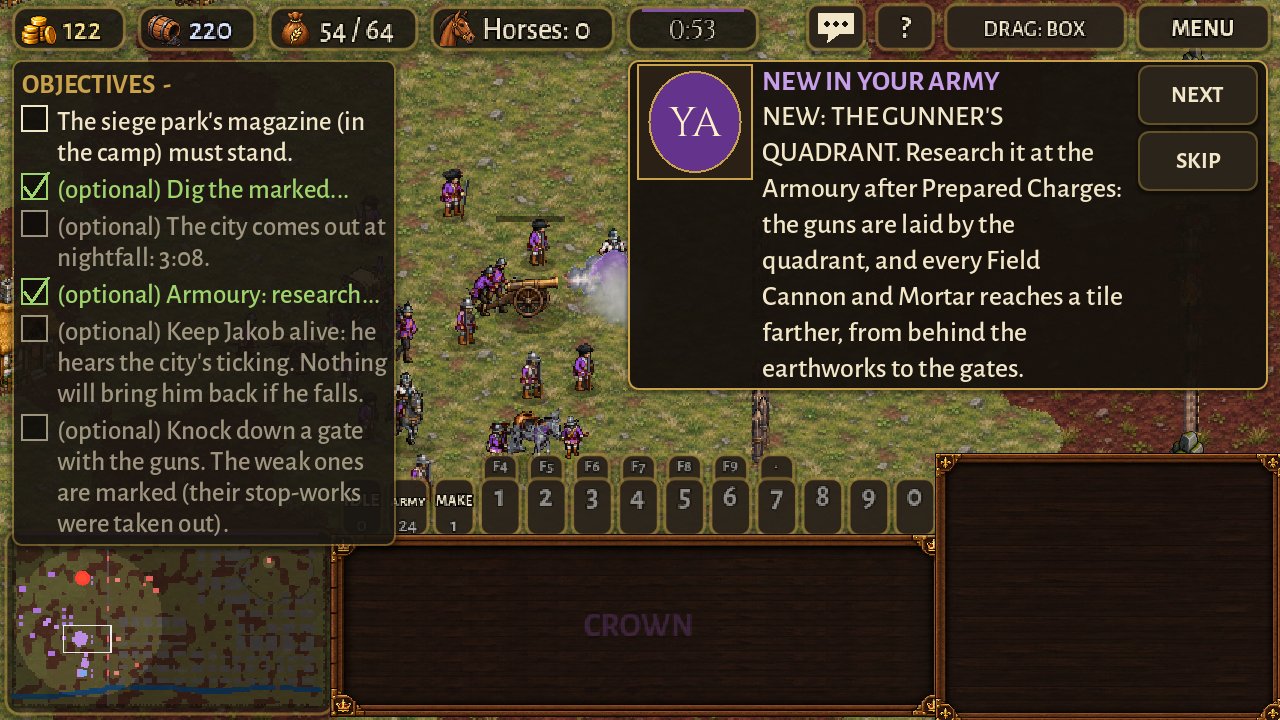 122
220
54 / 64
Horses: 0
0:53
?
DRAG: BOX
MENU
OBJECTIVES -
The siege park's magazine (in
the camp) must stand.
(optional) Dig the marked...
(optional) The city comes out at
nightfall: 3:08.
(optional) Armoury: research...
(optional) Keep Jakob alive: he
hears the city's ticking. Nothing
will bring him back if he falls.
(optional) Knock down a gate
with the guns. The weak ones
are marked (their stop-works
were taken out).
YA
NEW IN YOUR ARMY
NEW: THE GUNNER'S
QUADRANT. Research it at the
Armoury after Prepared Charges:
the guns are laid by the
quadrant, and every Field
Cannon and Mortar reaches a tile
farther, from behind the
earthworks to the gates.
NEXT
SKIP
F4 F5 F6 F7 F8 F9 .
IDLE ARMY MAKE 1 2 3 4 5 6 7 8 9 0
0 24 1
CROWN